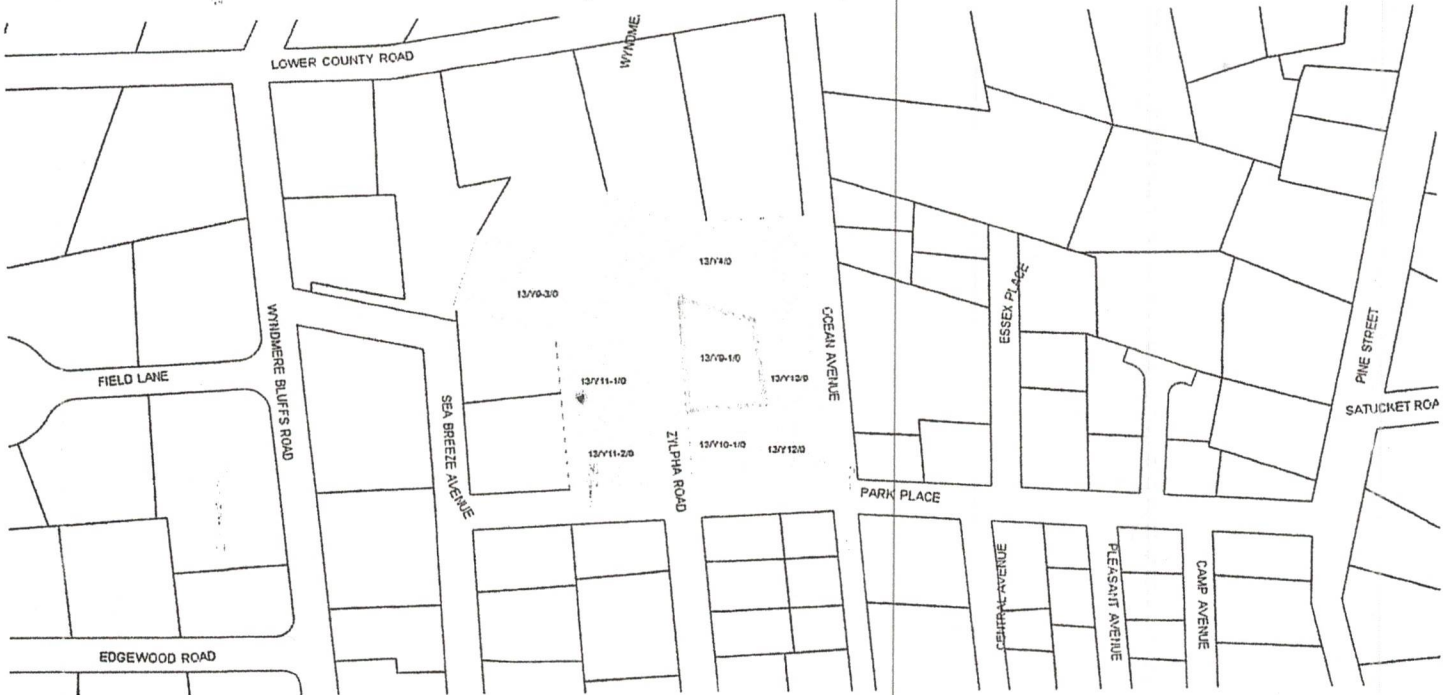 WYNDME
LOWER COUNTY ROAD
13/Y4/0
13/Y9-3/0
ESSEX PLACE
WYNDMERE BLUFFS ROAD
OCEAN AVENUE
PINE STREET
13/Y9-1/0
FIELD LANE
13/Y11-1/0
13/Y13/0
SEA BREEZE AVENUE
SATUCKET ROA
ZYLPHA ROAD
13/Y10-1/0
13/Y12/0
13/Y11-2/0
PARK PLACE
CENTRAL AVENUE
PLEASANT AVENUE
CAMP AVENUE
EDGEWOOD ROAD